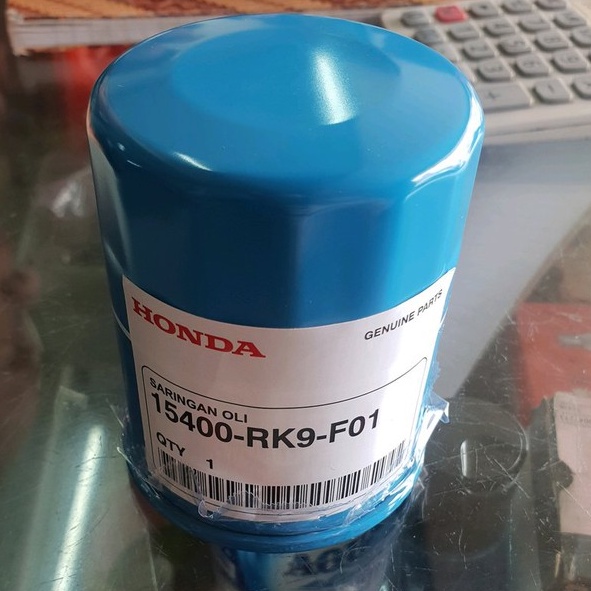 HONDA
GENUINE PARTS
SARINGAN OLI
15400-RK9-F01
QTY 1